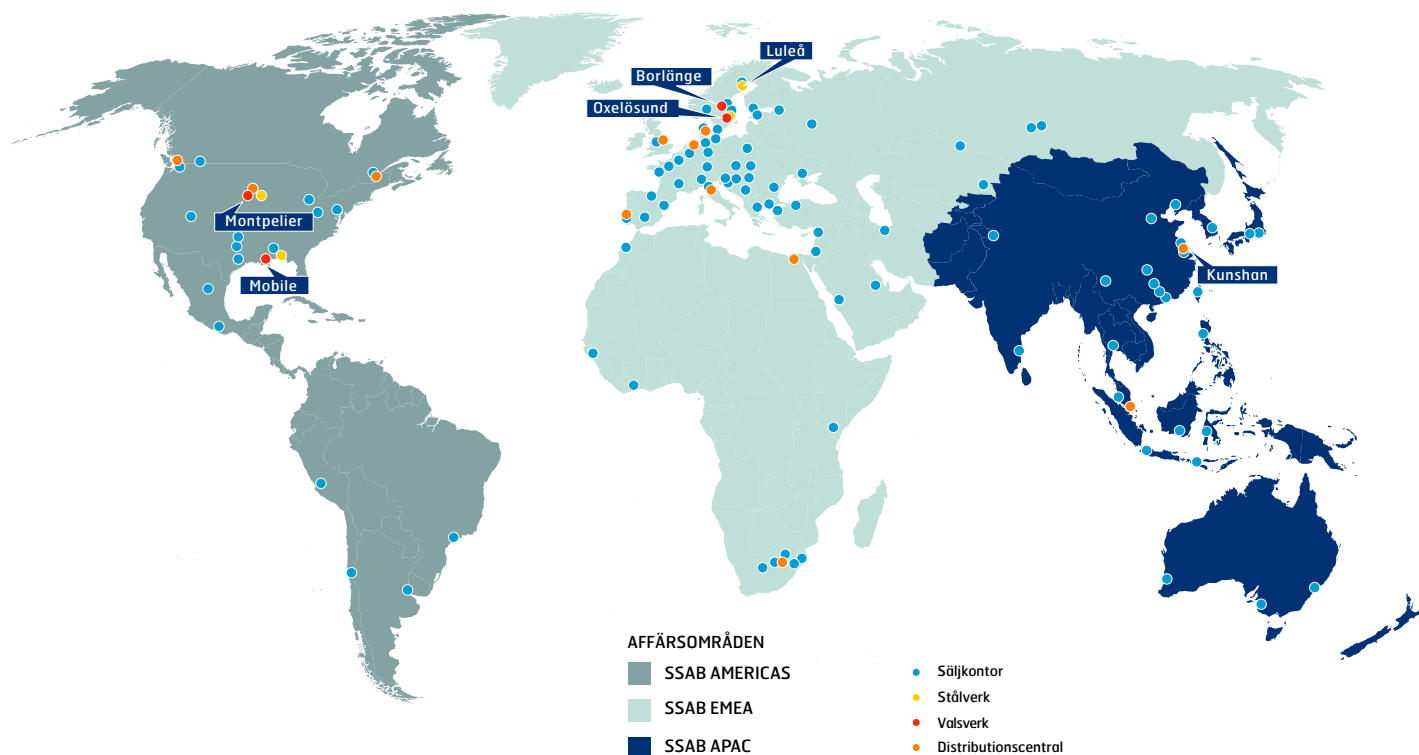 Luleå
Borlänge
Oxelösund
Montpelier
Mobile
Kunshan
AFFÄRSOMRÅDEN
SSAB AMERICAS
SSAB EMEA
SSAB APAC
Säljkontor
Stålverk
Valsverk
Distributionscentral